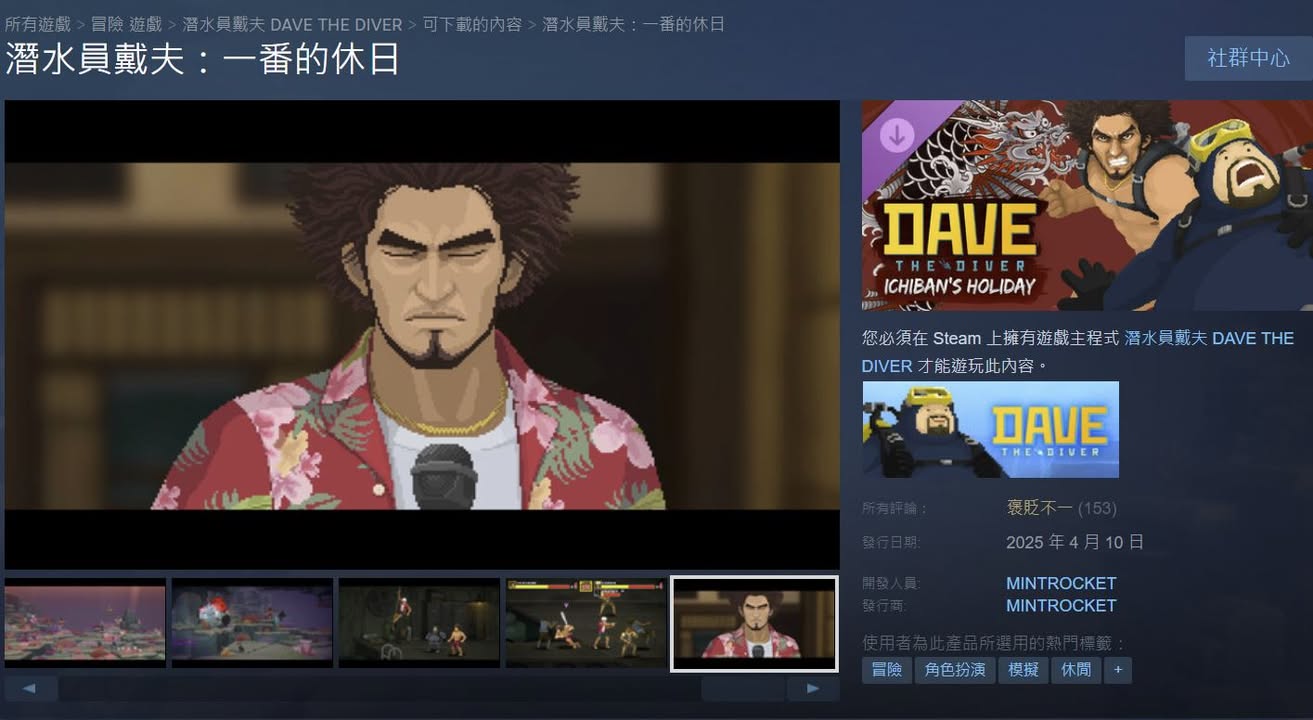 所有遊戲 > 冒險 遊戲 > 潛水員戴夫 DAVE THE DIVER > 可下載的內容 > 潛水員戴夫：一番的休日
潛水員戴夫：一番的休日
社群中心
DAVE
THE DIVER
ICHIBAN'S HOLIDAY
您必須在 Steam 上擁有遊戲主程式 潛水員戴夫 DAVE THE
DIVER 才能遊玩此內容。
DAVE
THE DIVER
所有評論： 褒貶不一 (153)
發行日期: 2025 年 4 月 10 日
開發人員: MINTROCKET
發行商: MINTROCKET
使用者為此產品所選用的熱門標籤：
冒險 角色扮演 模擬 休閒 +